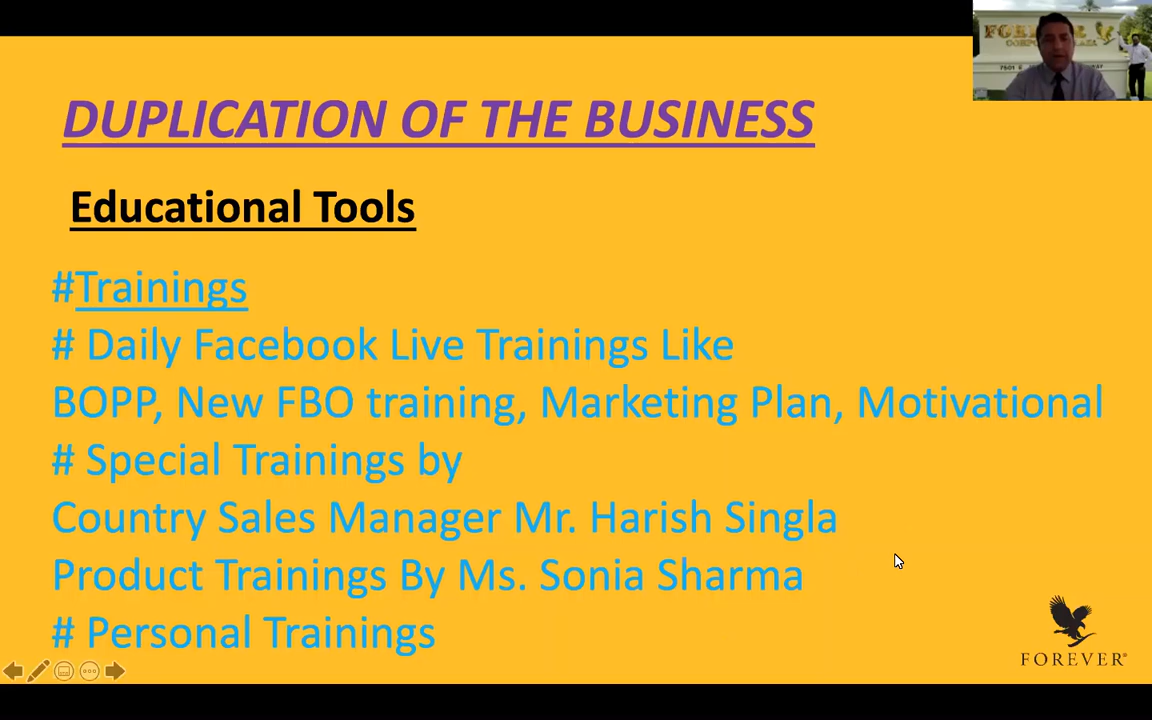 DUPLICATION OF THE BUSINESS
Educational Tools
#Trainings
# Daily Facebook Live Trainings Like
BOPP, New FBO training, Marketing Plan, Motivational
# Special Trainings by
Country Sales Manager Mr. Harish Singla
Product Trainings By Ms. Sonia Sharma
# Personal Trainings
FOREVER®